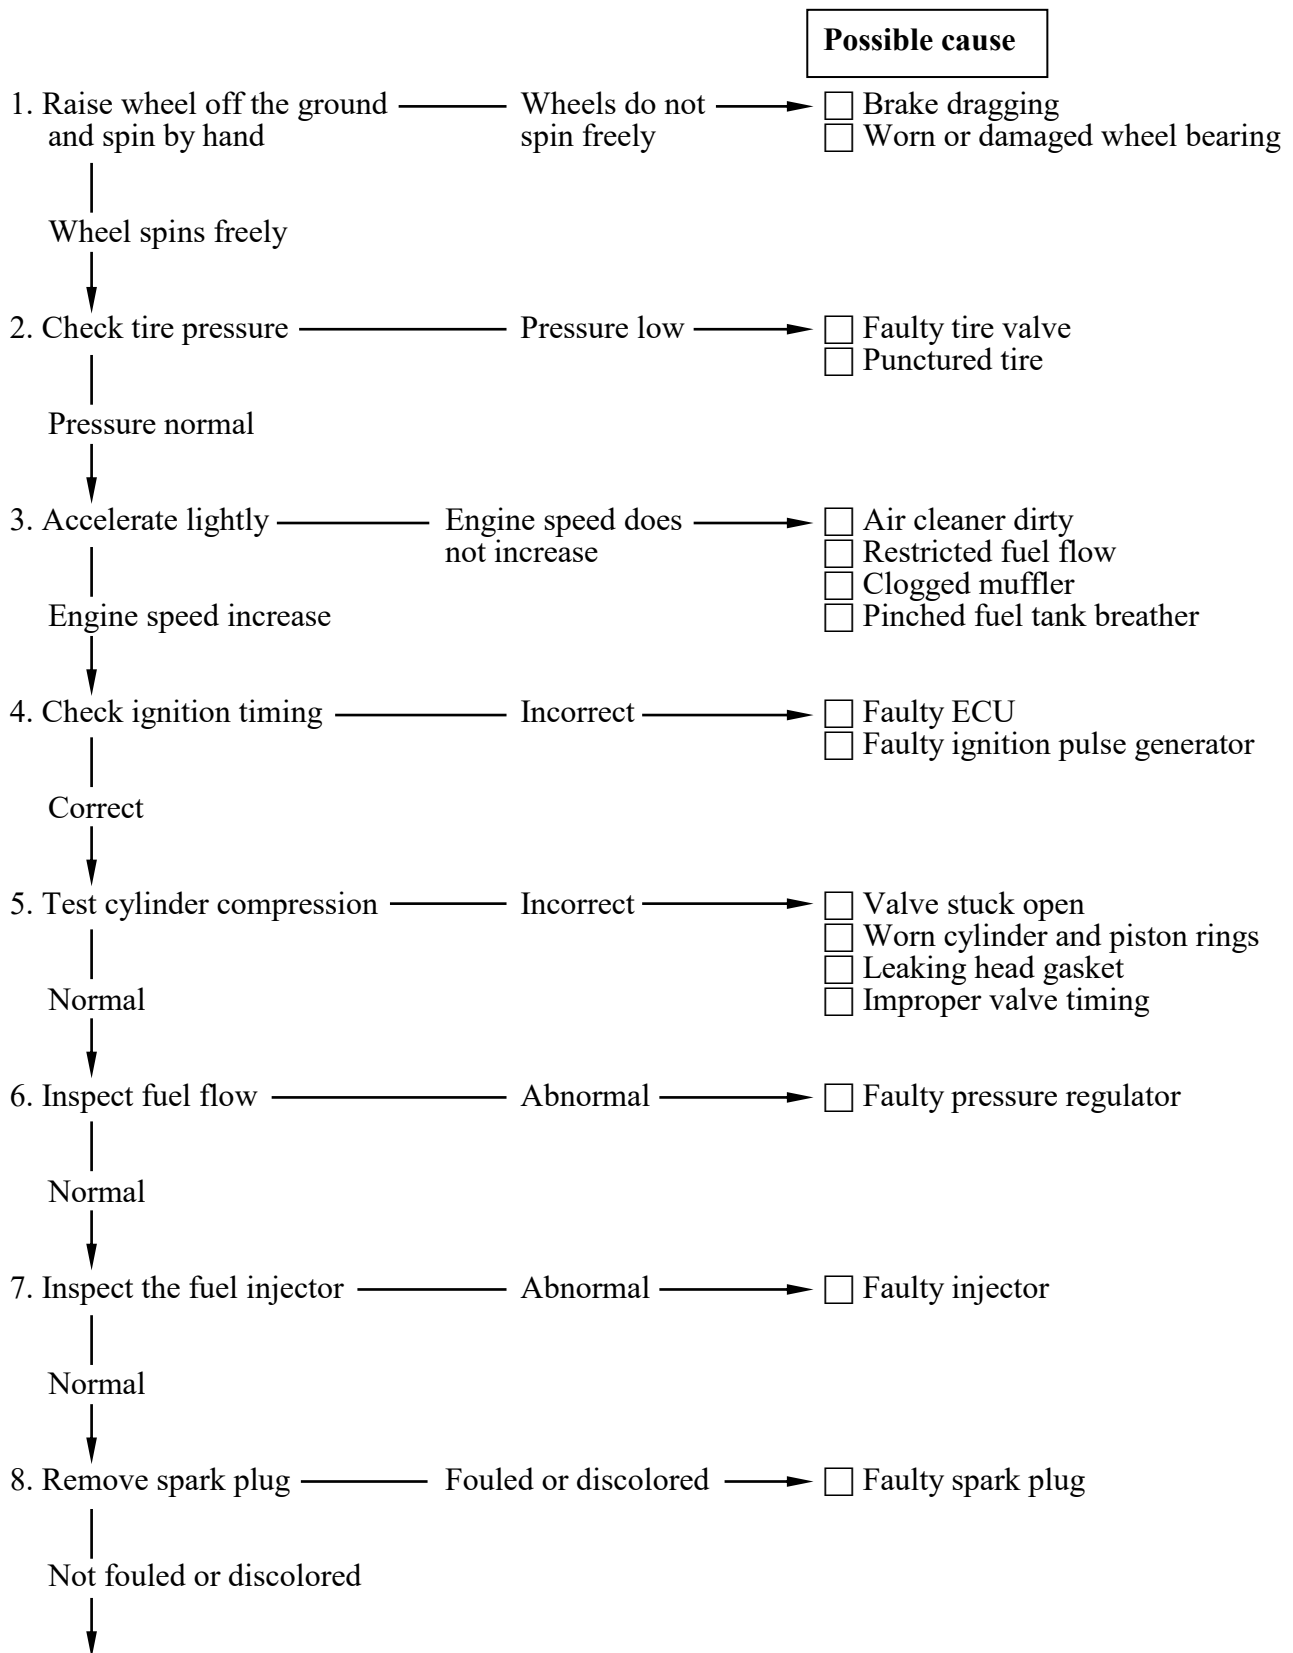 Possible cause
1. Raise wheel off the ground and spin by hand
Wheels do not spin freely
Brake dragging
Worn or damaged wheel bearing
Wheel spins freely
2. Check tire pressure
Pressure low
Faulty tire valve
Punctured tire
Pressure normal
3. Accelerate lightly
Engine speed does not increase
Air cleaner dirty
Restricted fuel flow
Clogged muffler
Pinched fuel tank breather
Engine speed increase
4. Check ignition timing
Incorrect
Faulty ECU
Faulty ignition pulse generator
Correct
5. Test cylinder compression
Incorrect
Valve stuck open
Worn cylinder and piston rings
Leaking head gasket
Improper valve timing
Normal
6. Inspect fuel flow
Abnormal
Faulty pressure regulator
Normal
7. Inspect the fuel injector
Abnormal
Faulty injector
Normal
8. Remove spark plug
Fouled or discolored
Faulty spark plug
Not fouled or discolored